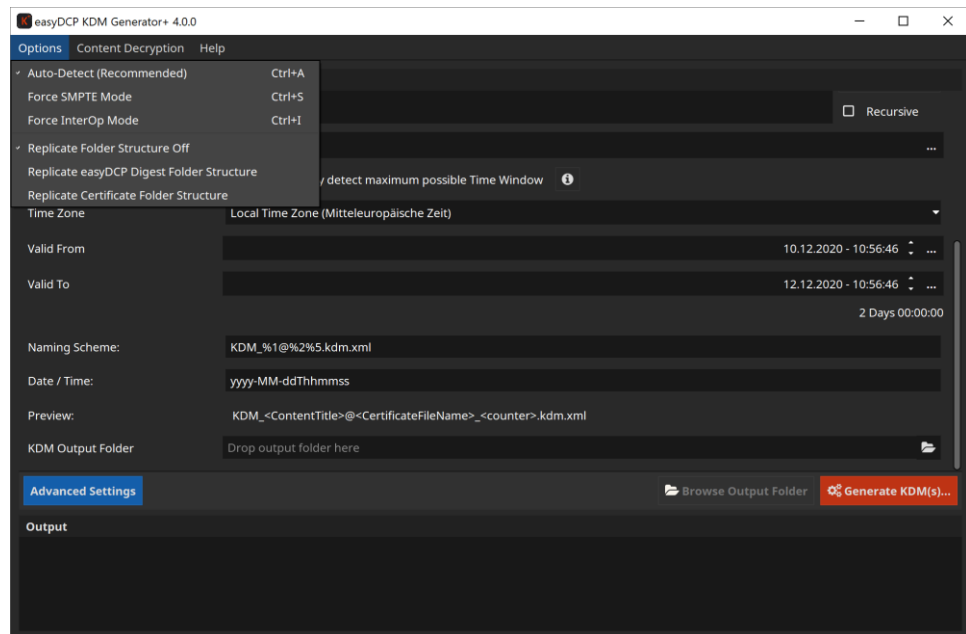 easyDCP KDM Generator+ 4.0.0
Options Content Decryption Help
Auto-Detect (Recommended) Ctrl+A
Force SMPTE Mode Ctrl+S
Force InterOp Mode Ctrl+I
Recursive
Replicate Folder Structure Off
...
Replicate easyDCP Digest Folder Structure
detect maximum possible Time Window
Replicate Certificate Folder Structure
Time Zone Local Time Zone (Mitteleuropäische Zeit)
Valid From 10.12.2020 - 10:56:46 ...
Valid To 12.12.2020 - 10:56:46 ...
2 Days 00:00:00
Naming Scheme: KDM_%1@%2%5.kdm.xml
Date / Time: yyyy-MM-ddThhmmss
Preview: KDM_<ContentTitle>@<CertificateFileName>_<counter>.kdm.xml
KDM Output Folder Drop output folder here
Advanced Settings Browse Output Folder Generate KDM(s)...
Output